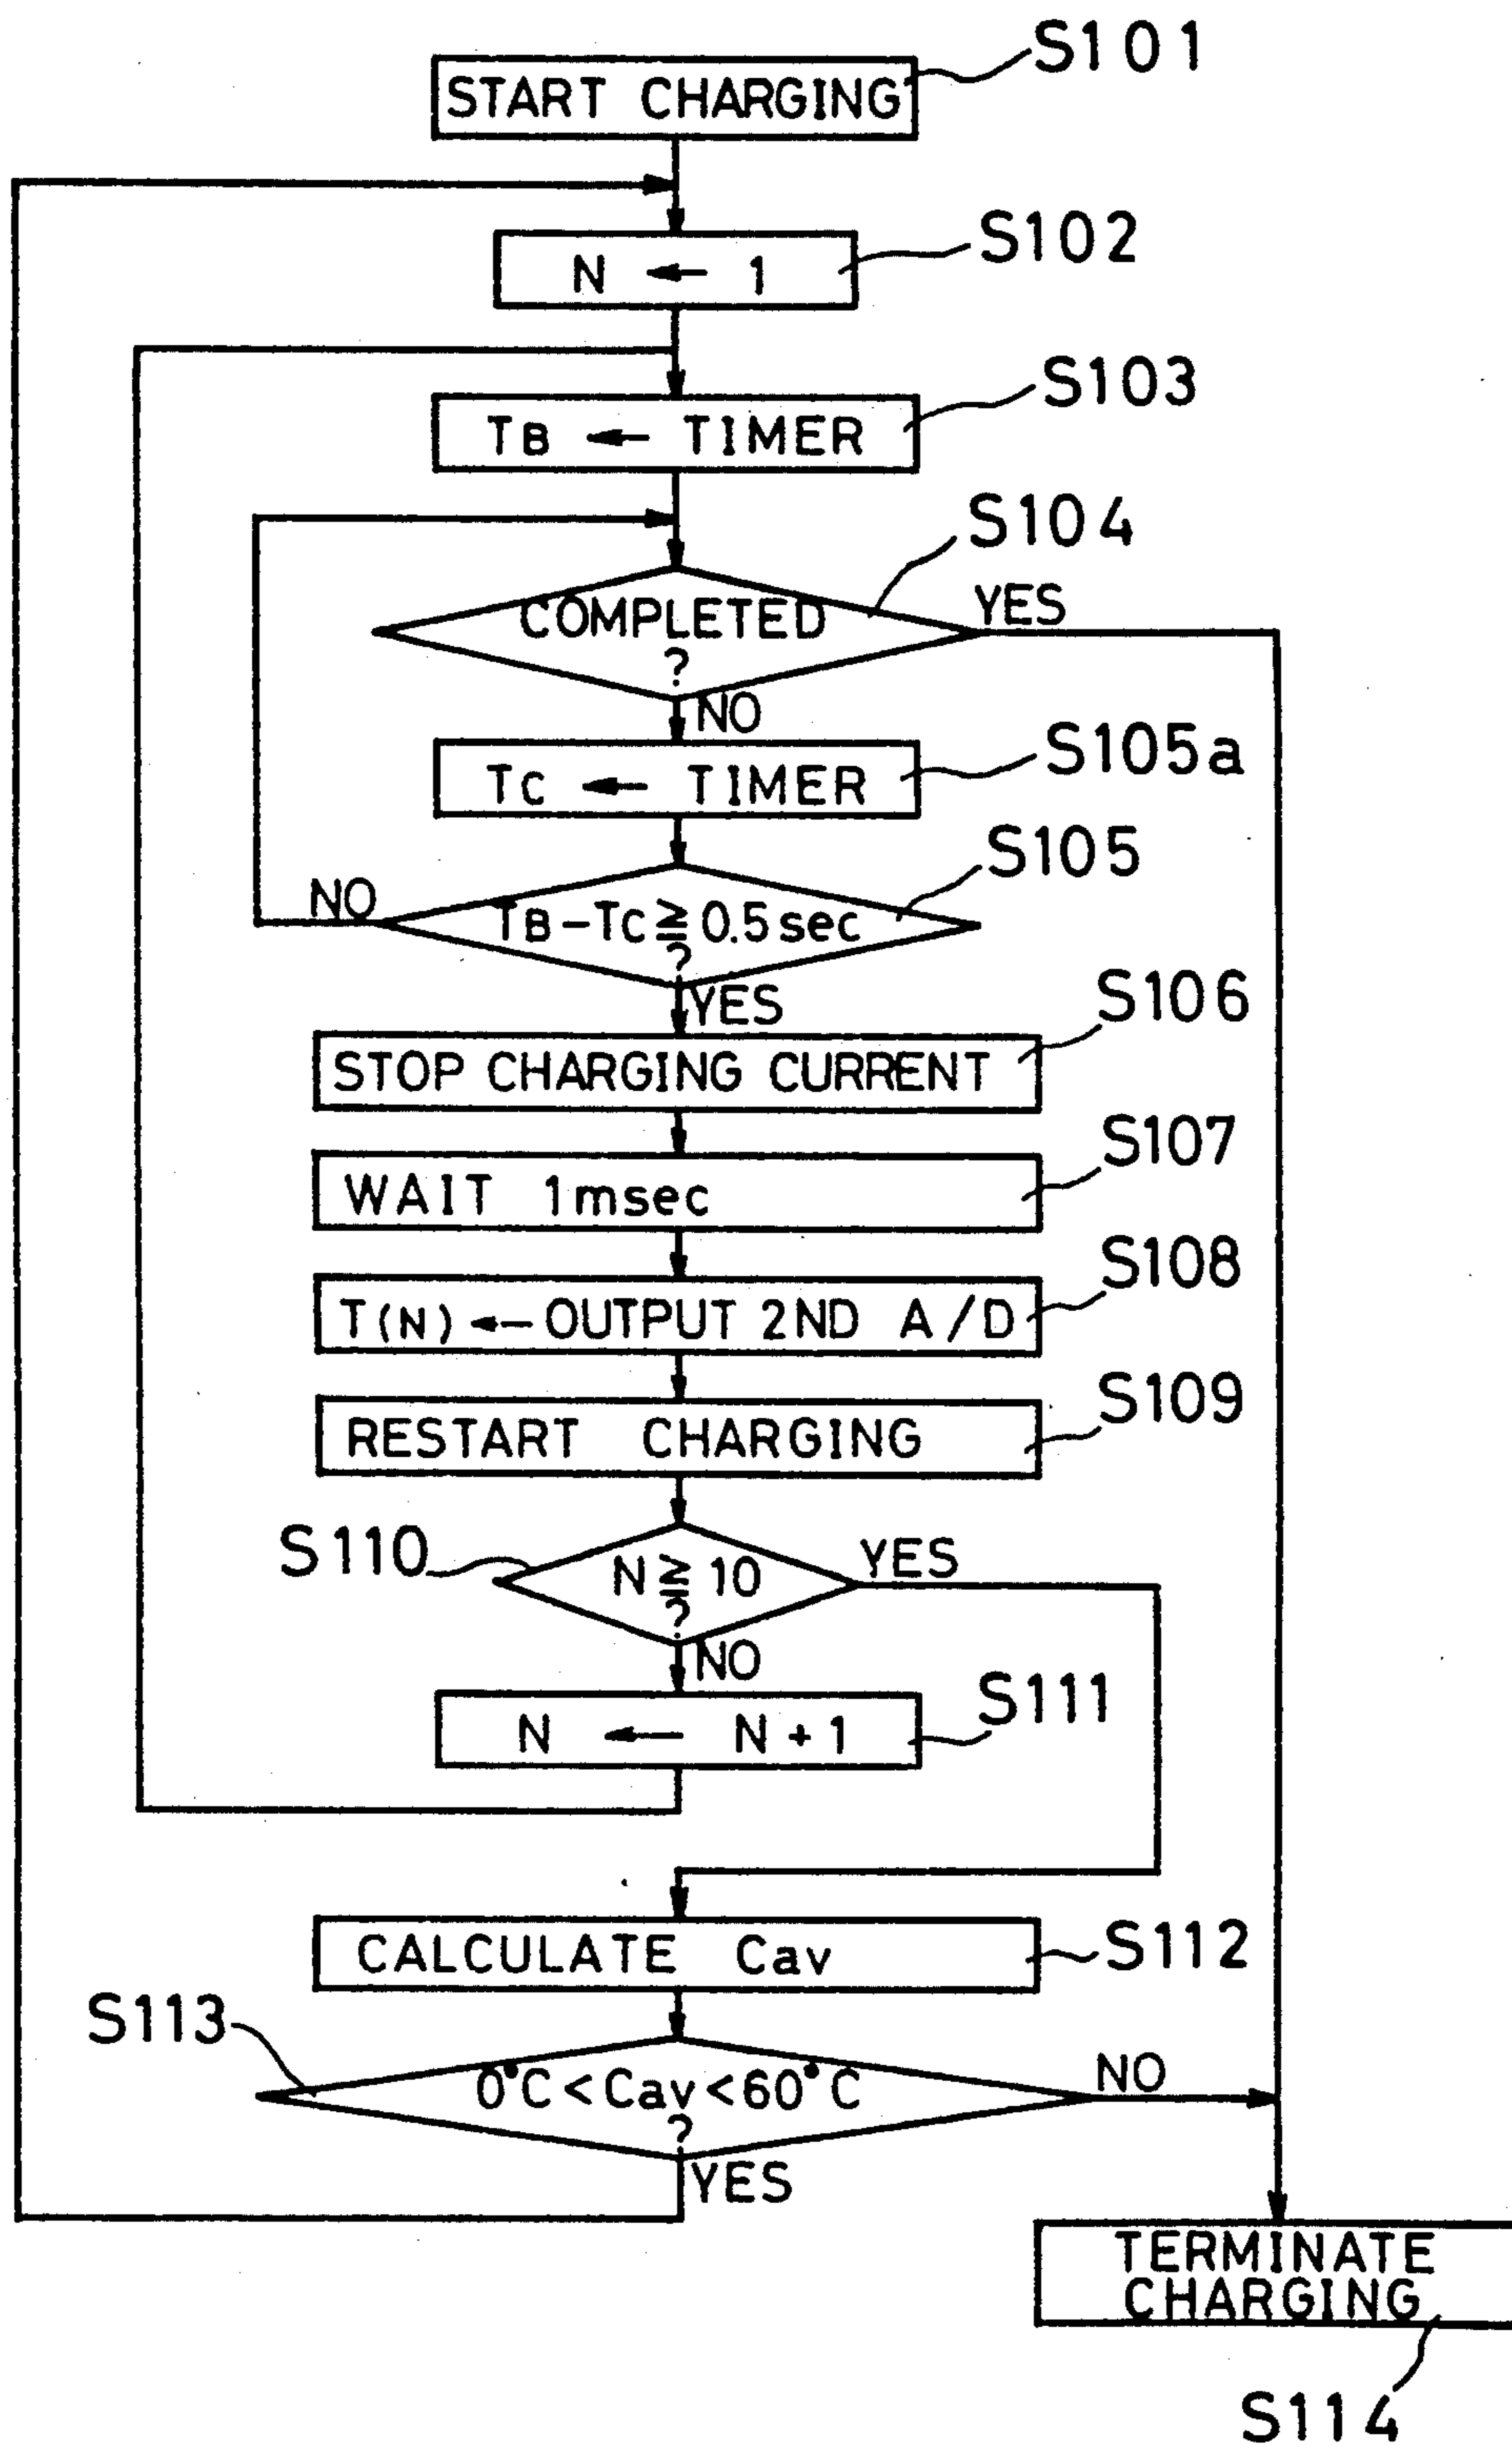 S101
START CHARGING
S102
N ← 1
S103
TB ← TIMER
S104
COMPLETED
?
YES
NO
S105a
TC ← TIMER
S105
NO
TB-TC ≧ 0.5 sec
?
YES
S106
STOP CHARGING CURRENT
S107
WAIT 1msec
S108
T(N) ← OUTPUT 2ND A/D
S109
RESTART CHARGING
S110
N ≧ 10
?
YES
NO
S111
N ← N+1
S112
CALCULATE Cav
S113
0°C < Cav < 60°C
?
NO
YES
TERMINATE
CHARGING
S114